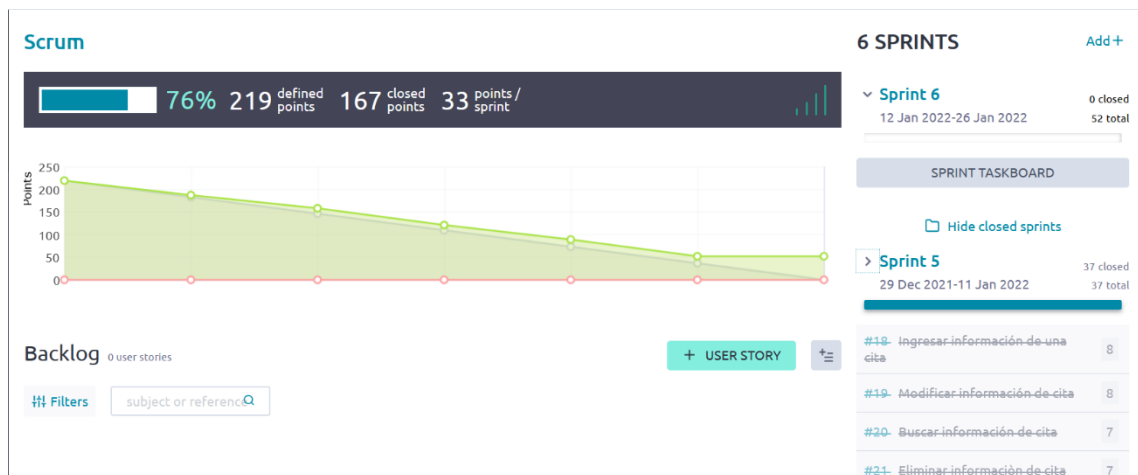 Scrum
76% 219 defined points 167 closed points 33 points / sprint
Points
250
200
150
100
50
0
Backlog 0 user stories
+ USER STORY
Filters
subject or reference
6 SPRINTS
Add+
Sprint 6
0 closed
12 Jan 2022-26 Jan 2022
52 total
SPRINT TASKBOARD
Hide closed sprints
Sprint 5
37 closed
29 Dec 2021-11 Jan 2022
37 total
#18 Ingresar información de una
cita
8
#19 Modificar información de cita 8
#20 Buscar información de cita 7
#21 Eliminar información de cita 7